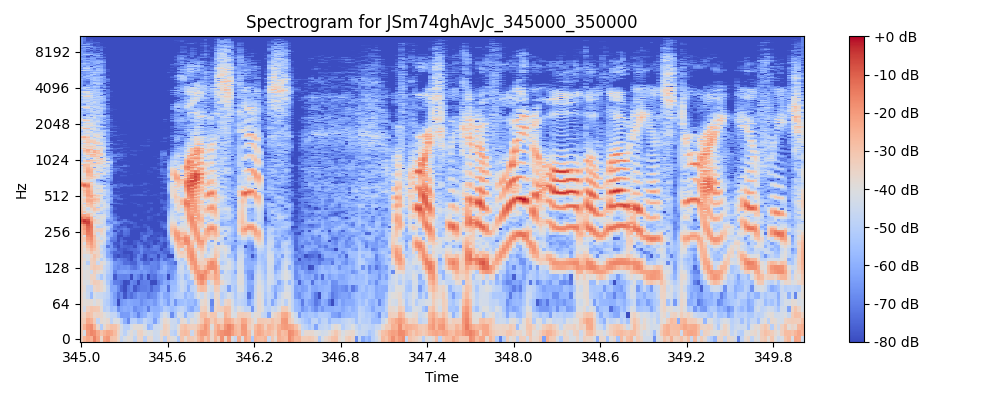 Spectrogram for JSm74ghAvJc_345000_350000
Hz
8192
4096
2048
1024
512
256
128
64
0
345.0 345.6 346.2 346.8 347.4 348.0 348.6 349.2 349.8
Time
+0 dB
-10 dB
-20 dB
-30 dB
-40 dB
-50 dB
-60 dB
-70 dB
-80 dB